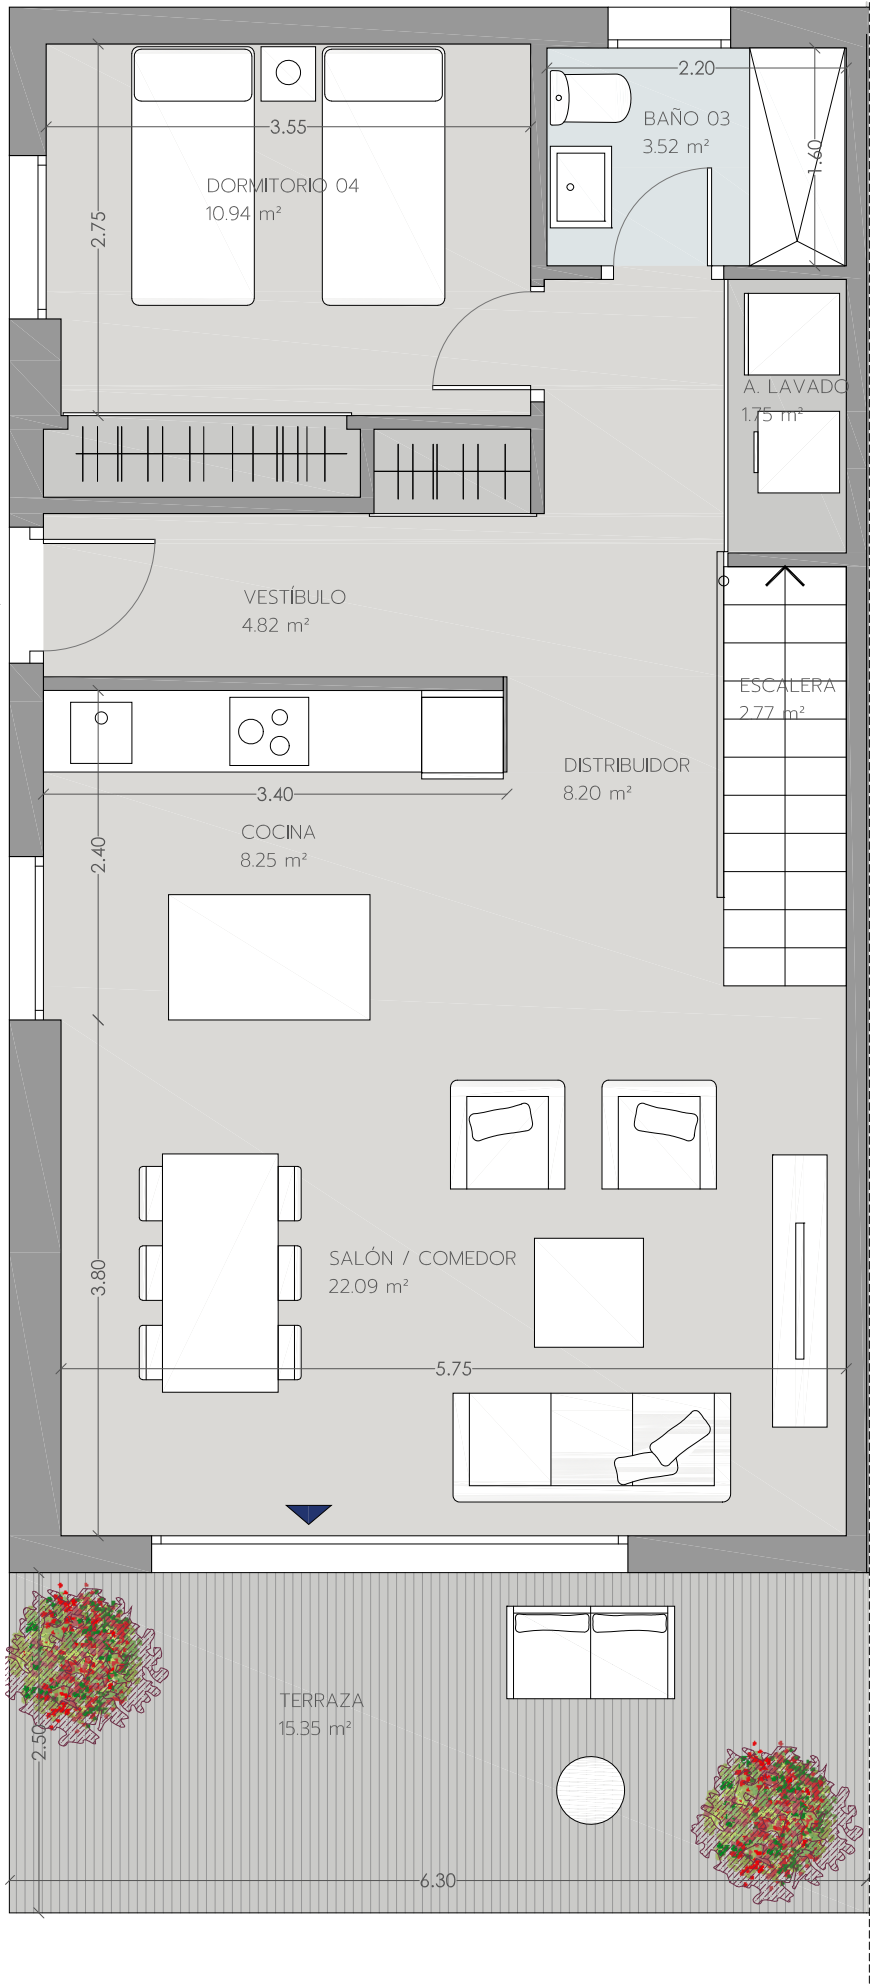 2.20
BAÑO 03
3.52 m²
3.55
1.60
DORMITORIO 04
10.94 m²
2.75
A. LAVADO
1.75 m²
VESTÍBULO
4.82 m²
ESCALERA
2.77 m²
DISTRIBUIDOR
8.20 m²
3.40
COCINA
8.25 m²
2.40
SALÓN / COMEDOR
22.09 m²
3.80
5.75
TERRAZA
15.35 m²
2.50
6.30